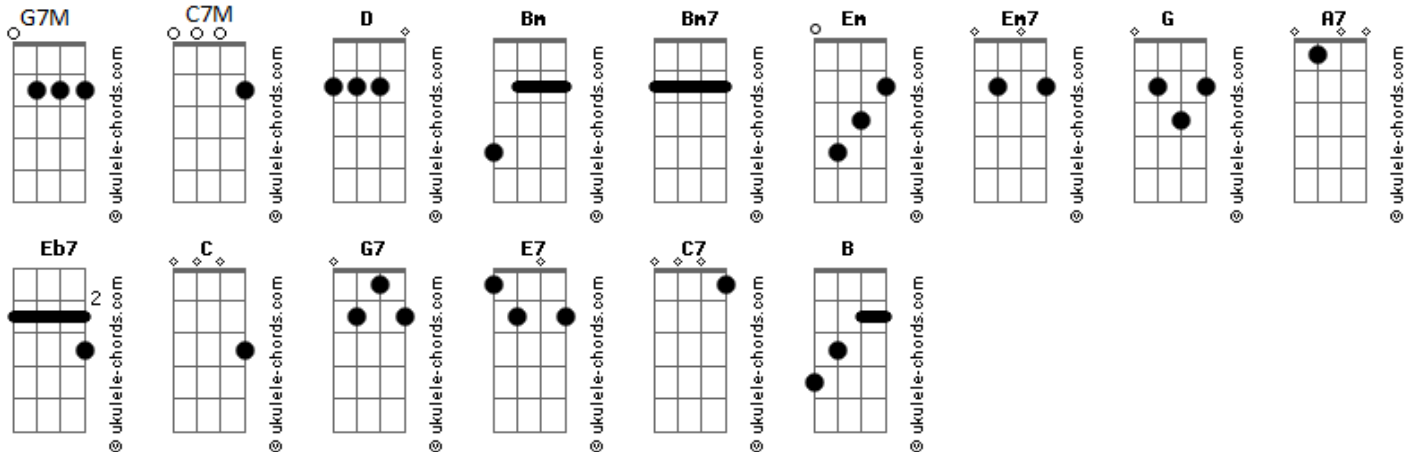 G7M C7M D Bm Bm7 Em Em7 G A7
© ukulele-chords.com © ukulele-chords.com © ukulele-chords.com © ukulele-chords.com © ukulele-chords.com © ukulele-chords.com © ukulele-chords.com © ukulele-chords.com © ukulele-chords.com
Eb7 C G7 E7 C7 B
2
© ukulele-chords.com © ukulele-chords.com © ukulele-chords.com © ukulele-chords.com © ukulele-chords.com © ukulele-chords.com